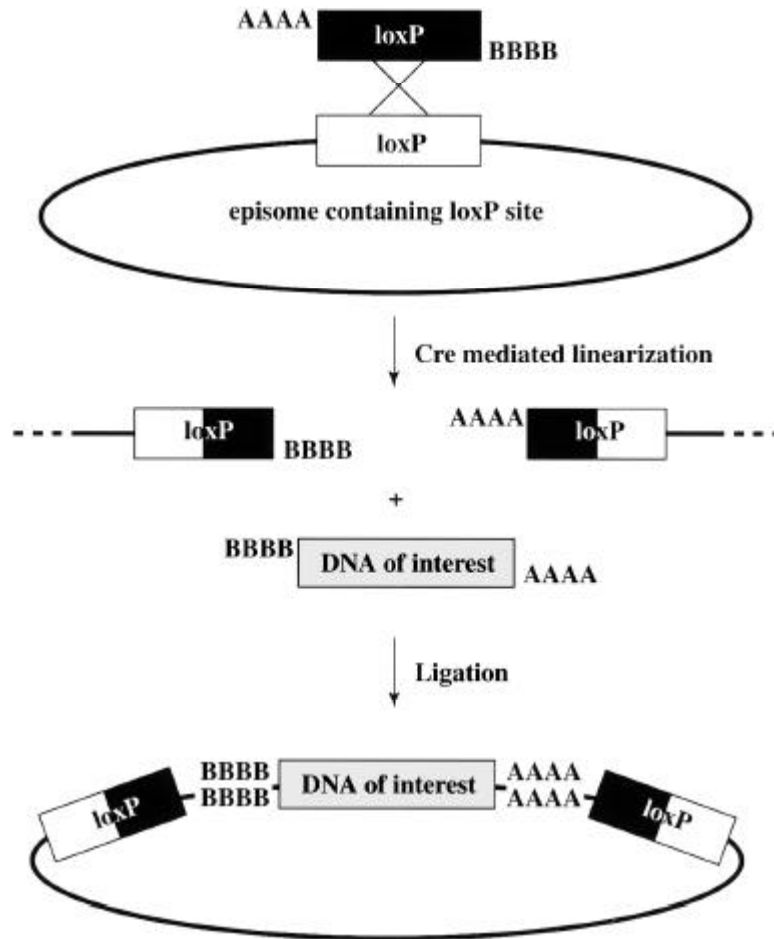 AAAA
loxP
BBBB
loxP
episome containing loxP site
Cre mediated linearization
loxP
BBBB
AAAA
loxP
+
BBBB
DNA of interest
AAAA
Ligation
BBBB
BBBB
DNA of interest
AAAA
AAAA
loxP
loxP